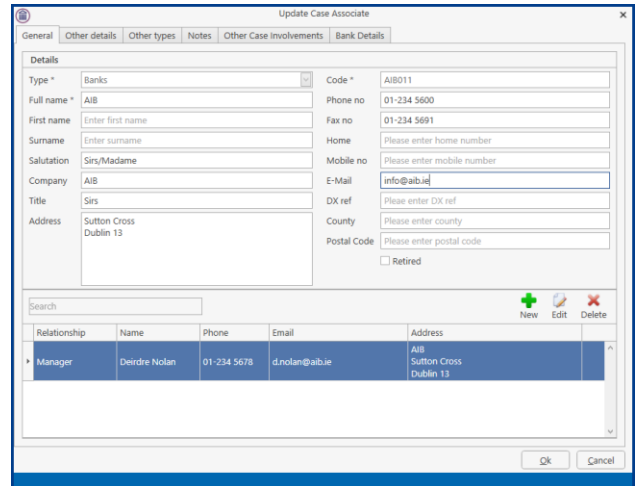 Update Case Associate
General Other details Other types Notes Other Case Involvements Bank Details
Details
Type * Banks Code * AIB011
Full name * AIB Phone no 01-234 5600
First name Enter first name Fax no 01-234 5691
Surname Enter surname Home Please enter home number
Salutation Sirs/Madame Mobile no Please enter mobile number
Company AIB E-Mail info@aib.ie
Title Sirs DX ref Pleae enter DX ref
Address Sutton Cross County Please enter county
Dublin 13
Postal Code Please enter postal code
Retired
Search New Edit Delete
Relationship Name Phone Email Address
AIB
Manager Deirdre Nolan 01-234 5678 d.nolan@aib.ie Sutton Cross
Dublin 13
Ok Cancel